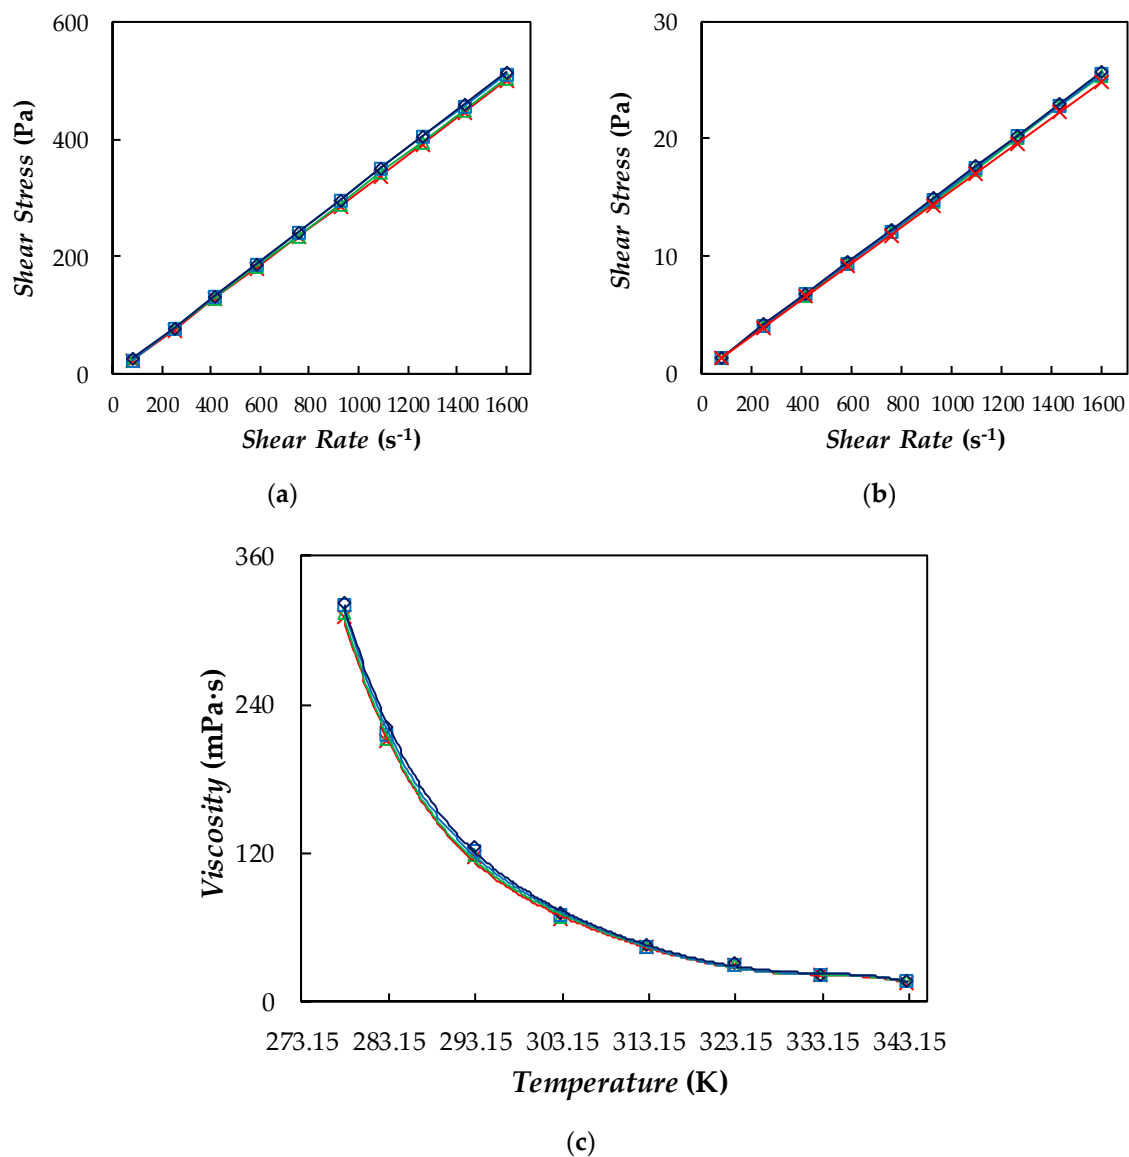 600
400
200
0
Shear Stress (Pa)
0 200 400 600 800 1000 1200 1400 1600
Shear Rate (s-1)
(a)
30
20
10
0
Shear Stress (Pa)
0 200 400 600 800 1000 1200 1400 1600
Shear Rate (s-1)
(b)
360
240
120
0
Viscosity (mPa·s)
273.15 283.15 293.15 303.15 313.15 323.15 333.15 343.15
Temperature (K)
(c)